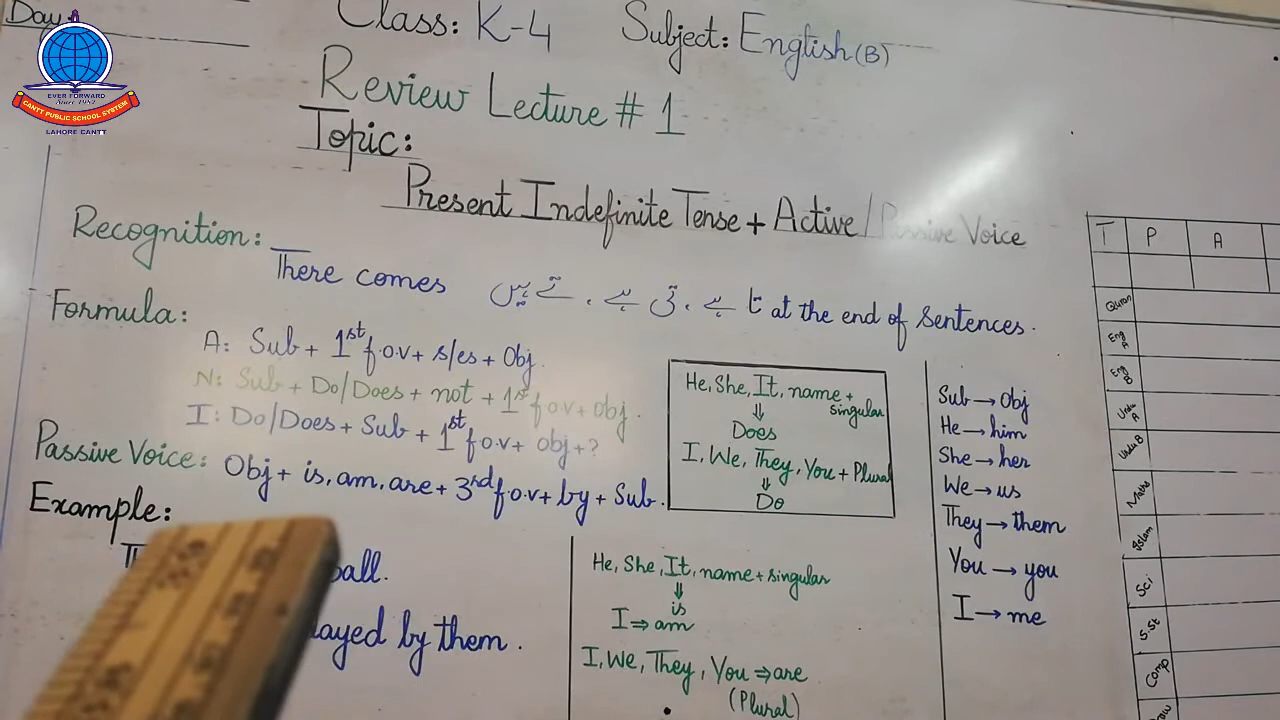 Day
Class: K-4 Subject: English (B)
EVER FORWARD
Since 1982
CANTT PUBLIC SCHOOL SYSTEM
LAHORE CANTT
Review Lecture # 1
Topic:
Present Indefinite Tense + Active / Passive Voice
Recognition: There comes تا ہے ، تی ہے ، تے ہیں at the end of sentences.
Formula:
A: Sub + 1st f.o.v + s/es + Obj.
N: Sub + Do/Does + not + 1st f.o.v + obj.
I: Do/Does + Sub + 1st f.o.v + obj + ?
Passive Voice: Obj + is, am, are + 3rd f.o.v + by + Sub.
Example:
ball.
layed by them.
He, She, It, name + singular
⇓
Does
I, We, They, You + Plural
⇓
Do
He, She, It, name + singular
⇓
is
I ⇒ am
I, We, They, You ⇒ are
(Plural)
Sub → Obj
He → him
She → her
We → us
They → them
You → you
I → me
T P A
Quran
Eng A
Eng B
Urdu A
Urdu B
Maths
Islam
Sci
S.St
Comp